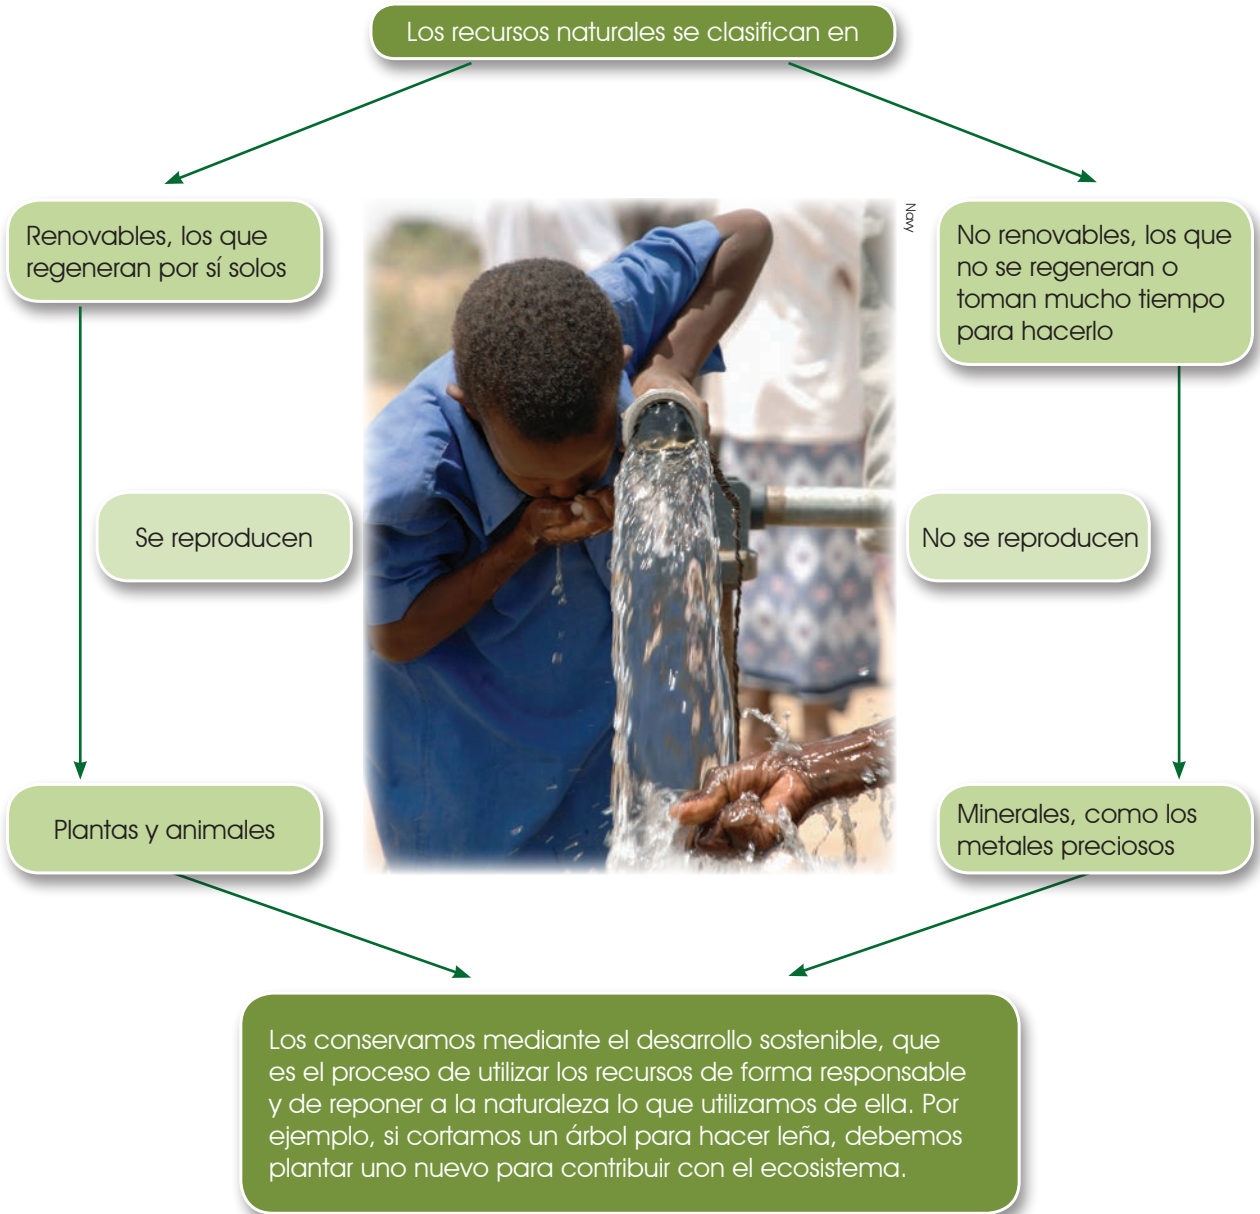 Los recursos naturales se clasifican en
Renovables, los que
regeneran por sí solos
Navy
No renovables, los que
no se regeneran o
toman mucho tiempo
para hacerlo
Se reproducen
No se reproducen
Plantas y animales
Minerales, como los
metales preciosos
Los conservamos mediante el desarrollo sostenible, que
es el proceso de utilizar los recursos de forma responsable
y de reponer a la naturaleza lo que utilizamos de ella. Por
ejemplo, si cortamos un árbol para hacer leña, debemos
plantar uno nuevo para contribuir con el ecosistema.